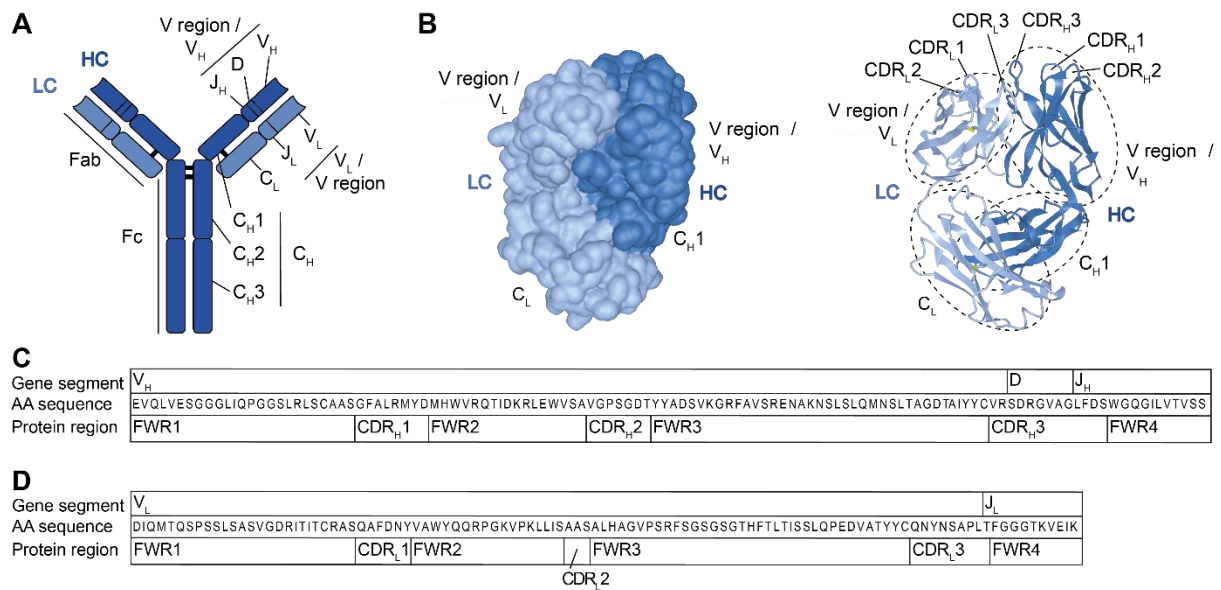 A
V region /
V_H
V_H
D
J_H
HC
LC
V_L
J_L
V_L /
V region
Fab
C_L
C_H1
Fc
C_H2
C_H
C_H3
B
V region /
V_L
V region /
V_H
LC
HC
C_H1
C_L
CDR_L3
CDR_H3
CDR_L1
CDR_H1
CDR_L2
CDR_H2
V region /
V_L
V region /
V_H
LC
HC
C_H1
C_L
C
Gene segment V_H D J_H
AA sequence EVQLVESGGGLIQPGGSLRLSCAASGFALRMYDMHWVRQTIDKRLEWVSAVGPSGDTYYADSVKGRFAVSRENAKNSLSLQMNSLTAGDTAIYYCVRSDRGVAGLFDSWGQGILVTVSS
Protein region FWR1 CDR_H1 FWR2 CDR_H2 FWR3 CDR_H3 FWR4
D
Gene segment V_L J_L
AA sequence DIQMTQSPSSLSASVGDRITITCRASQAFDNYVAWYQQRPGKVPKLLISAASALHAGVPSRFSGSGSGTHFTLTISSLQPEDVATYYCQNYNSAPLTFGGGTKVEIK
Protein region FWR1 CDR_L1 FWR2 FWR3 CDR_L3 FWR4
CDR_L2